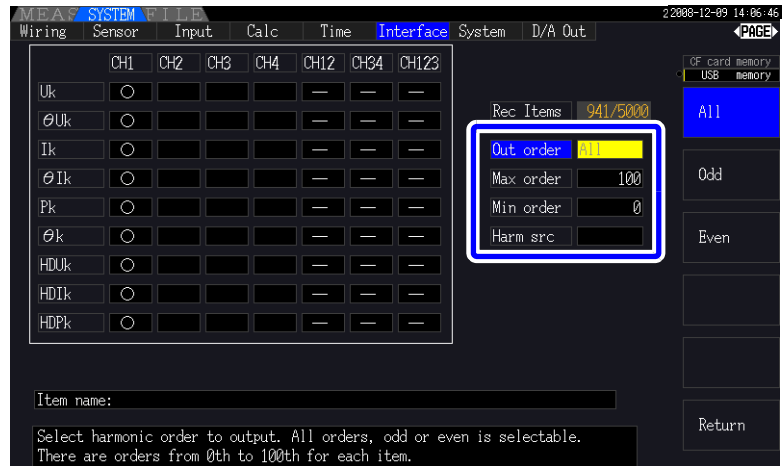 MEAS SYSTEM FILE 2 2008-12-09 14:06:46
Wiring Sensor Input Calc Time Interface System D/A Out PAGE
CH1 CH2 CH3 CH4 CH12 CH34 CH123
CF card memory
USB memory
Uk ○ — — —
θUk ○ — — —
Rec Items 941/5000
All
Ik ○ — — —
Out order All
θIk ○ — — —
Max order 100
Odd
Pk ○ — — —
Min order 0
θk ○ — — —
Harm src
Even
HDUk ○ — — —
HDIk ○ — — —
HDPk ○ — — —
Item name:
Return
Select harmonic order to output. All orders, odd or even is selectable.
There are orders from 0th to 100th for each item.